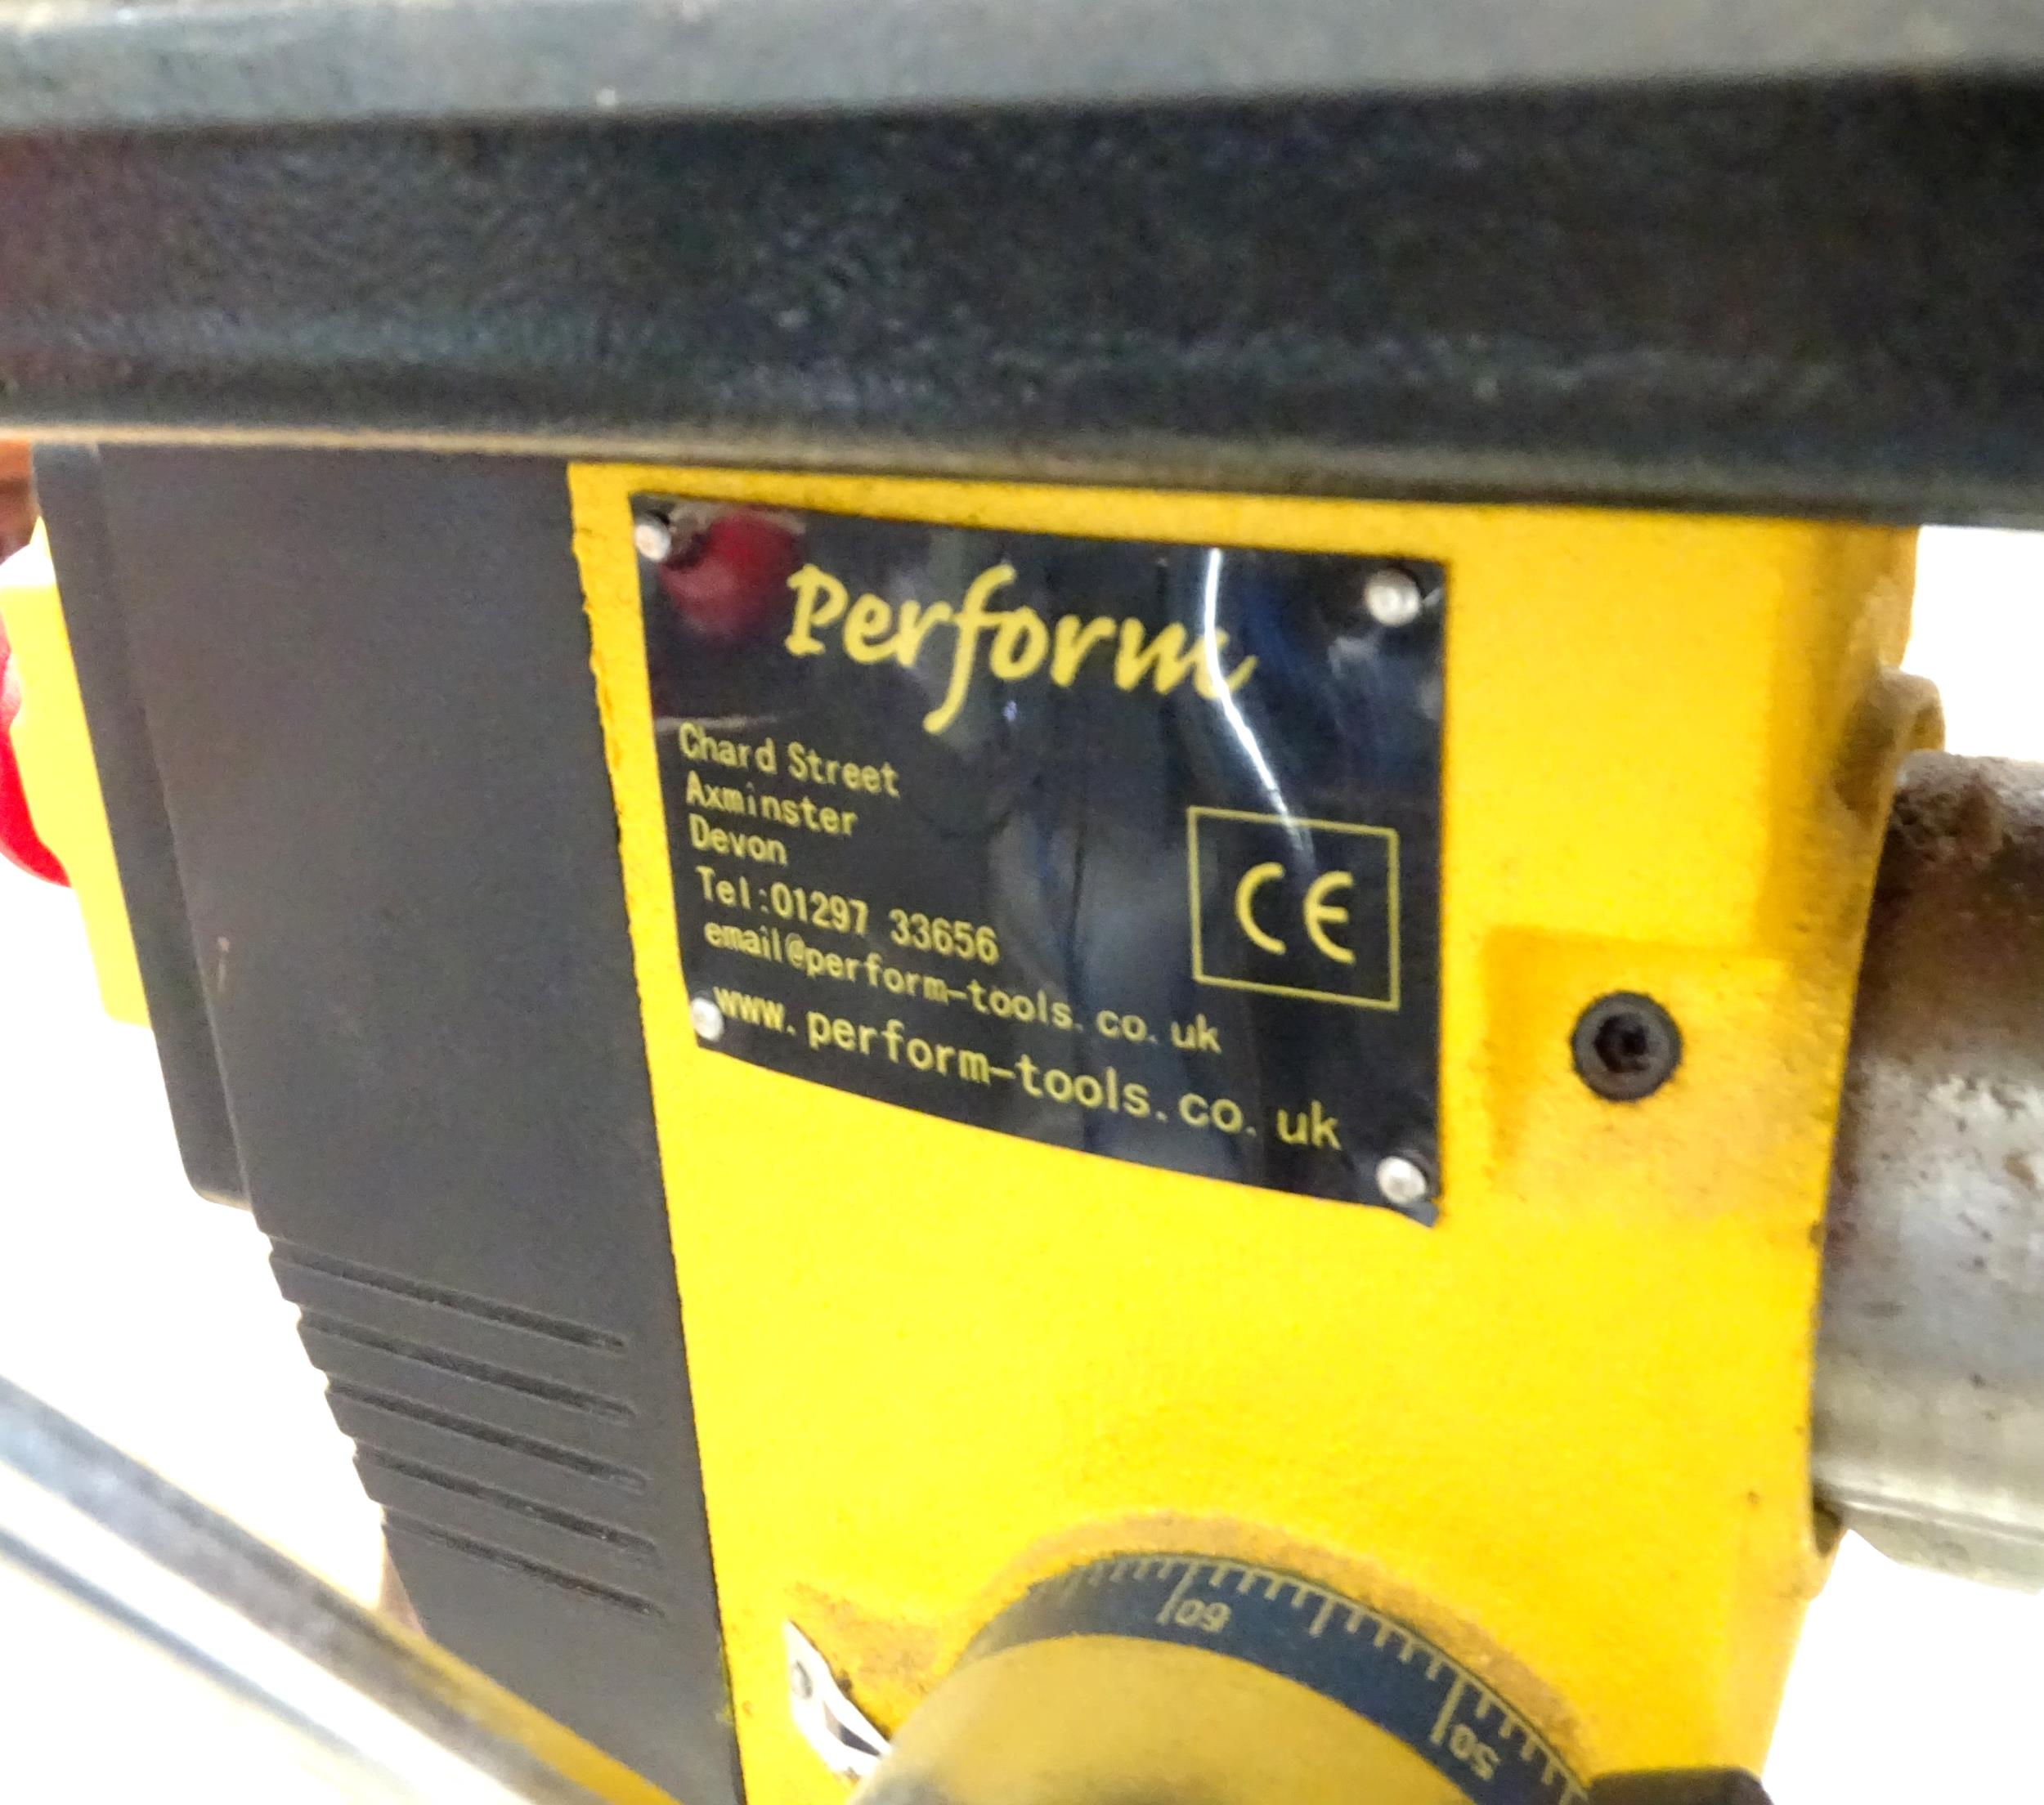 Perform
Chard Street
Axminster
Devon
Tel:01297 33656
email@perform-tools.co.uk
www.perform-tools.co.uk
CE
60
50